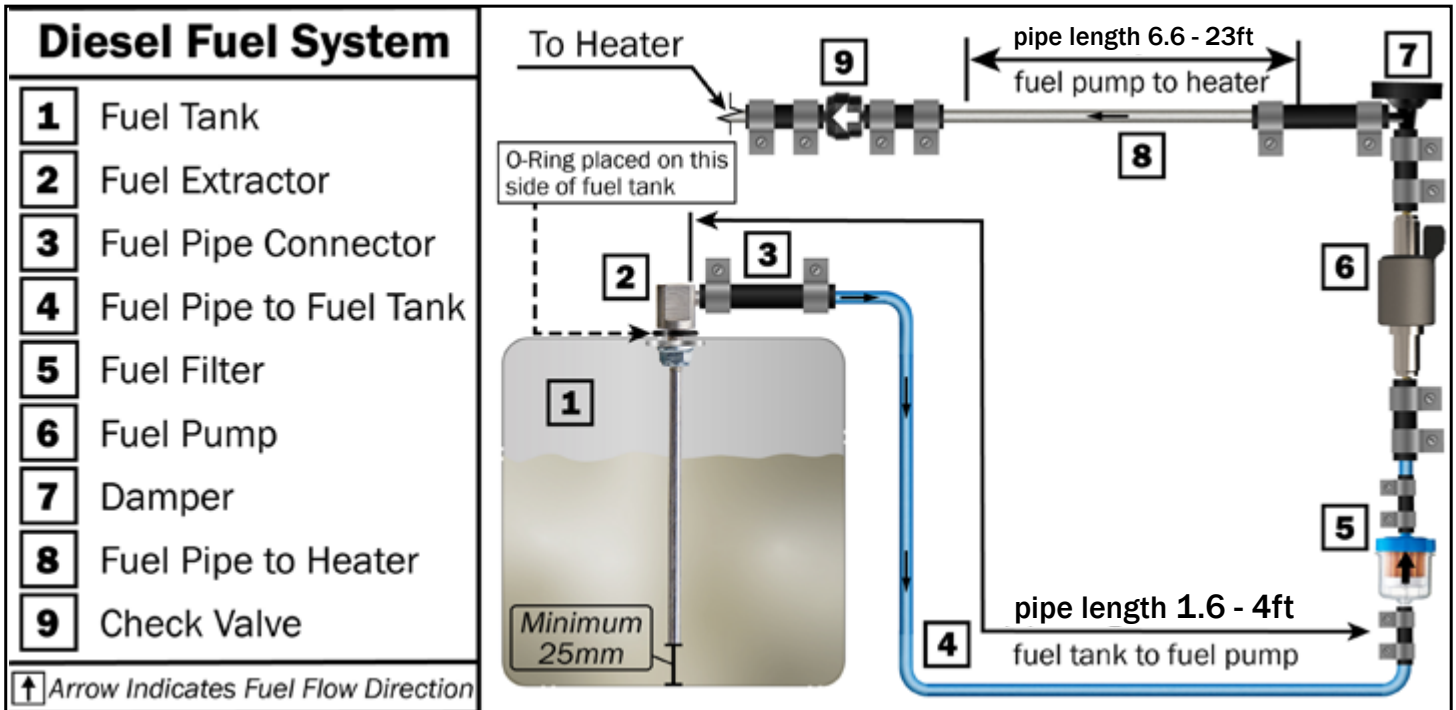 Diesel Fuel System
1 Fuel Tank
2 Fuel Extractor
3 Fuel Pipe Connector
4 Fuel Pipe to Fuel Tank
5 Fuel Filter
6 Fuel Pump
7 Damper
8 Fuel Pipe to Heater
9 Check Valve
Arrow Indicates Fuel Flow Direction
To Heater
9
pipe length 6.6 - 23ft
fuel pump to heater
7
8
O-Ring placed on this
side of fuel tank
2
3
6
1
5
Minimum
25mm
4
pipe length 1.6 - 4ft
fuel tank to fuel pump